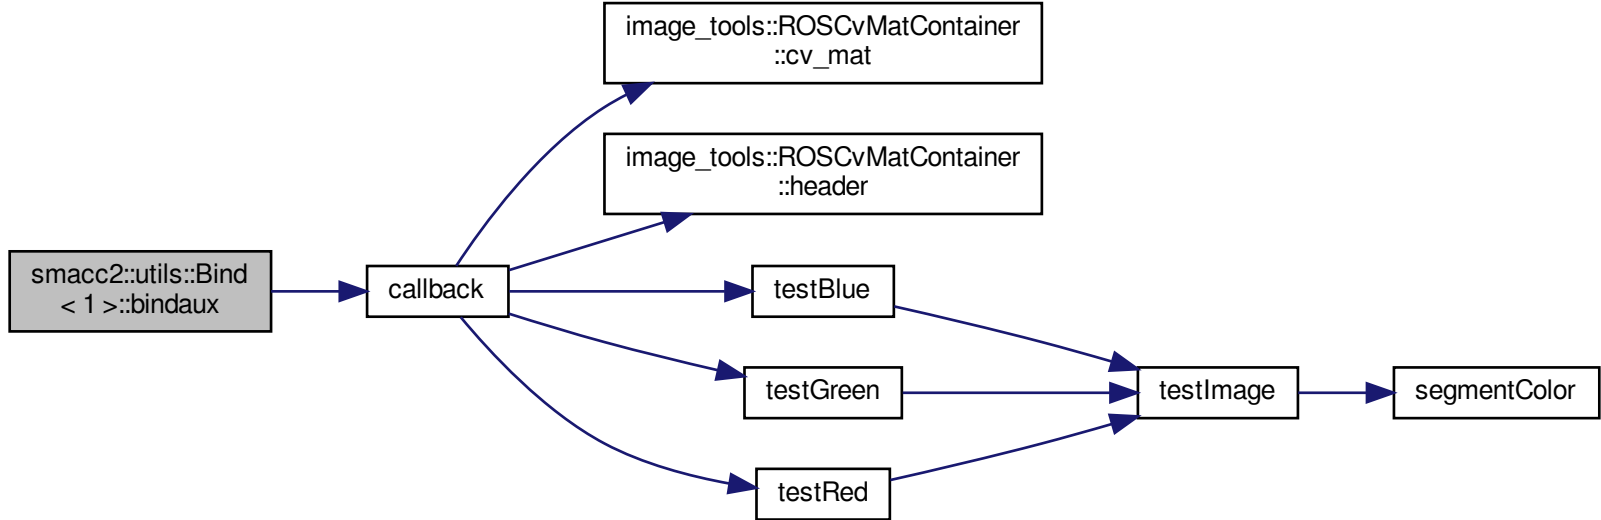 image_tools::ROSCvMatContainer
::cv_mat
image_tools::ROSCvMatContainer
::header
smacc2::utils::Bind
< 1 >::bindaux
callback
testBlue
testGreen
testImage
segmentColor
testRed